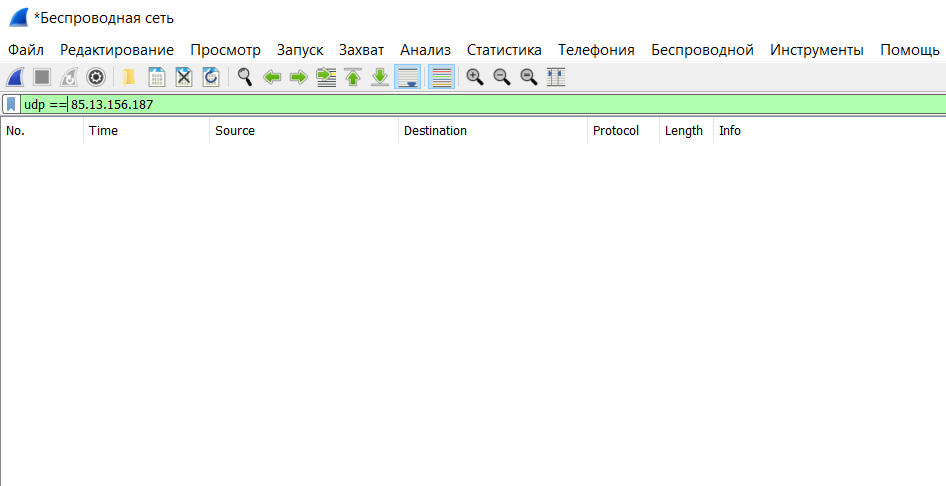 *Беспроводная сеть
Файл Редактирование Просмотр Запуск Захват Анализ Статистика Телефония Беспроводной Инструменты Помощь
udp == 85.13.156.187
No. Time Source Destination Protocol Length Info